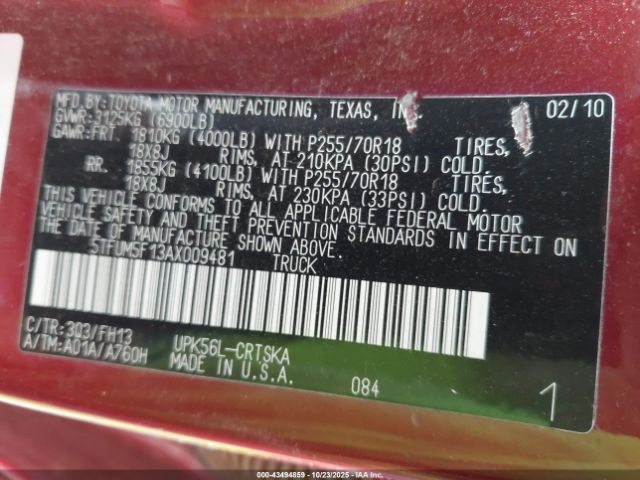 MFD. BY: TOYOTA MOTOR MANUFACTURING, TEXAS, 02/10
GVWR: 3125KG (6900LB)
GAWR: FRT. 1810KG (4000LB) WITH P255/70R18 TIRES,
18X8J RIMS, AT 210KPA (30PSI) COLD.
RR. 1855KG (4100LB) WITH P255/70R18 TIRES,
18X8J RIMS, AT 230KPA (33PSI) COLD.
THIS VEHICLE CONFORMS TO ALL APPLICABLE FEDERAL MOTOR
VEHICLE SAFETY AND THEFT PREVENTION STANDARDS IN EFFECT ON
THE DATE OF MANUFACTURE SHOWN ABOVE.
5TFUM5F13AX009481 TRUCK
C/TR: 3Q3/FH13 UPK56L-CRTSKA
A/TM: A01A/A760H MADE IN U.S.A.
084 1
© IAA 43494859 | 10/23/2025 - IAAI.COM